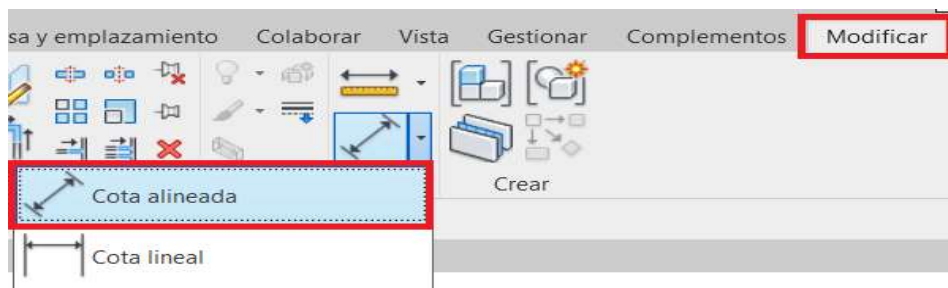 sa y emplazamiento Colaborar Vista Gestionar Complementos Modificar
Crear
Cota alineada
Cota lineal